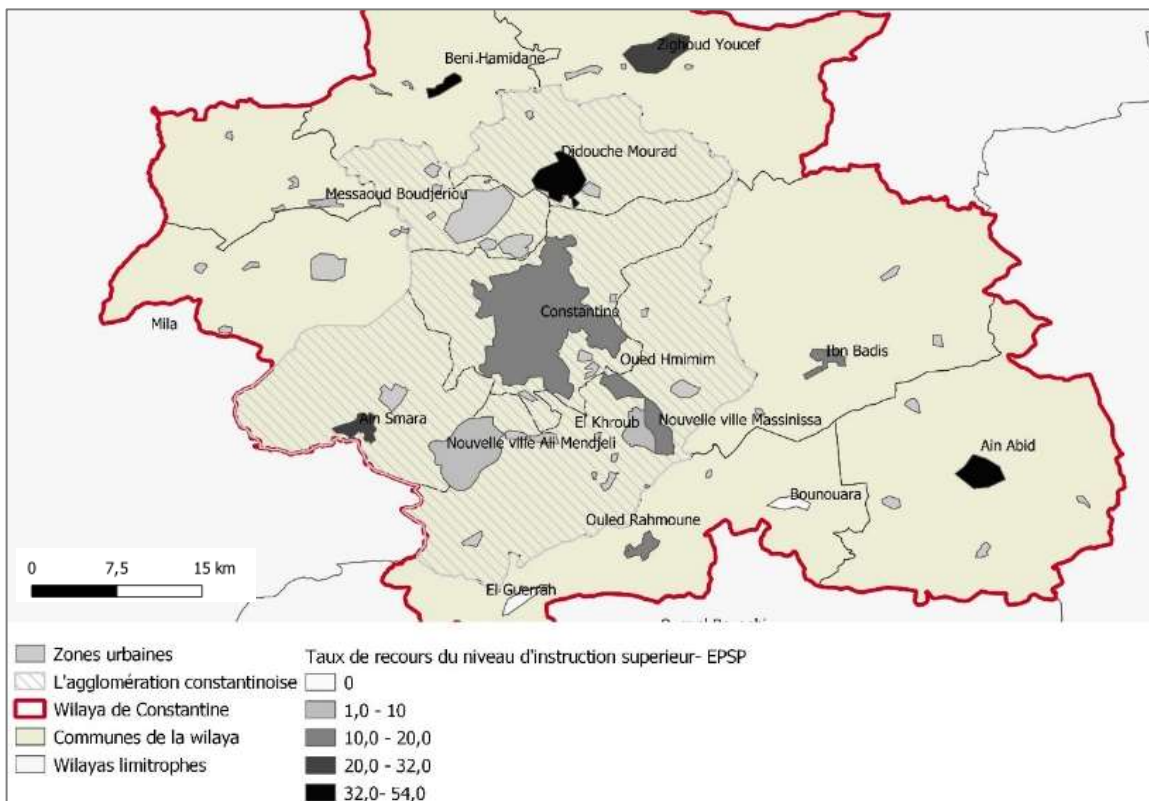 Zighoud Youcef
Beni Hamidane
Didouche Mourad
Messaoud Boudjeriou
Constantine
Mila
Oued Hmimim
Ibn Badis
Ain Smara
El Khroub
Nouvelle ville Massinissa
Nouvelle ville Ali Mendjeli
Ain Abid
Bounouara
Ouled Rahmoune
El Guerrah
0 7,5 15 km
Zones urbaines
L'agglomération constantinoise
Wilaya de Constantine
Communes de la wilaya
Wilayas limitrophes
Taux de recours du niveau d'instruction superieur- EPSP
0
1,0 - 10
10,0 - 20,0
20,0 - 32,0
32,0- 54,0